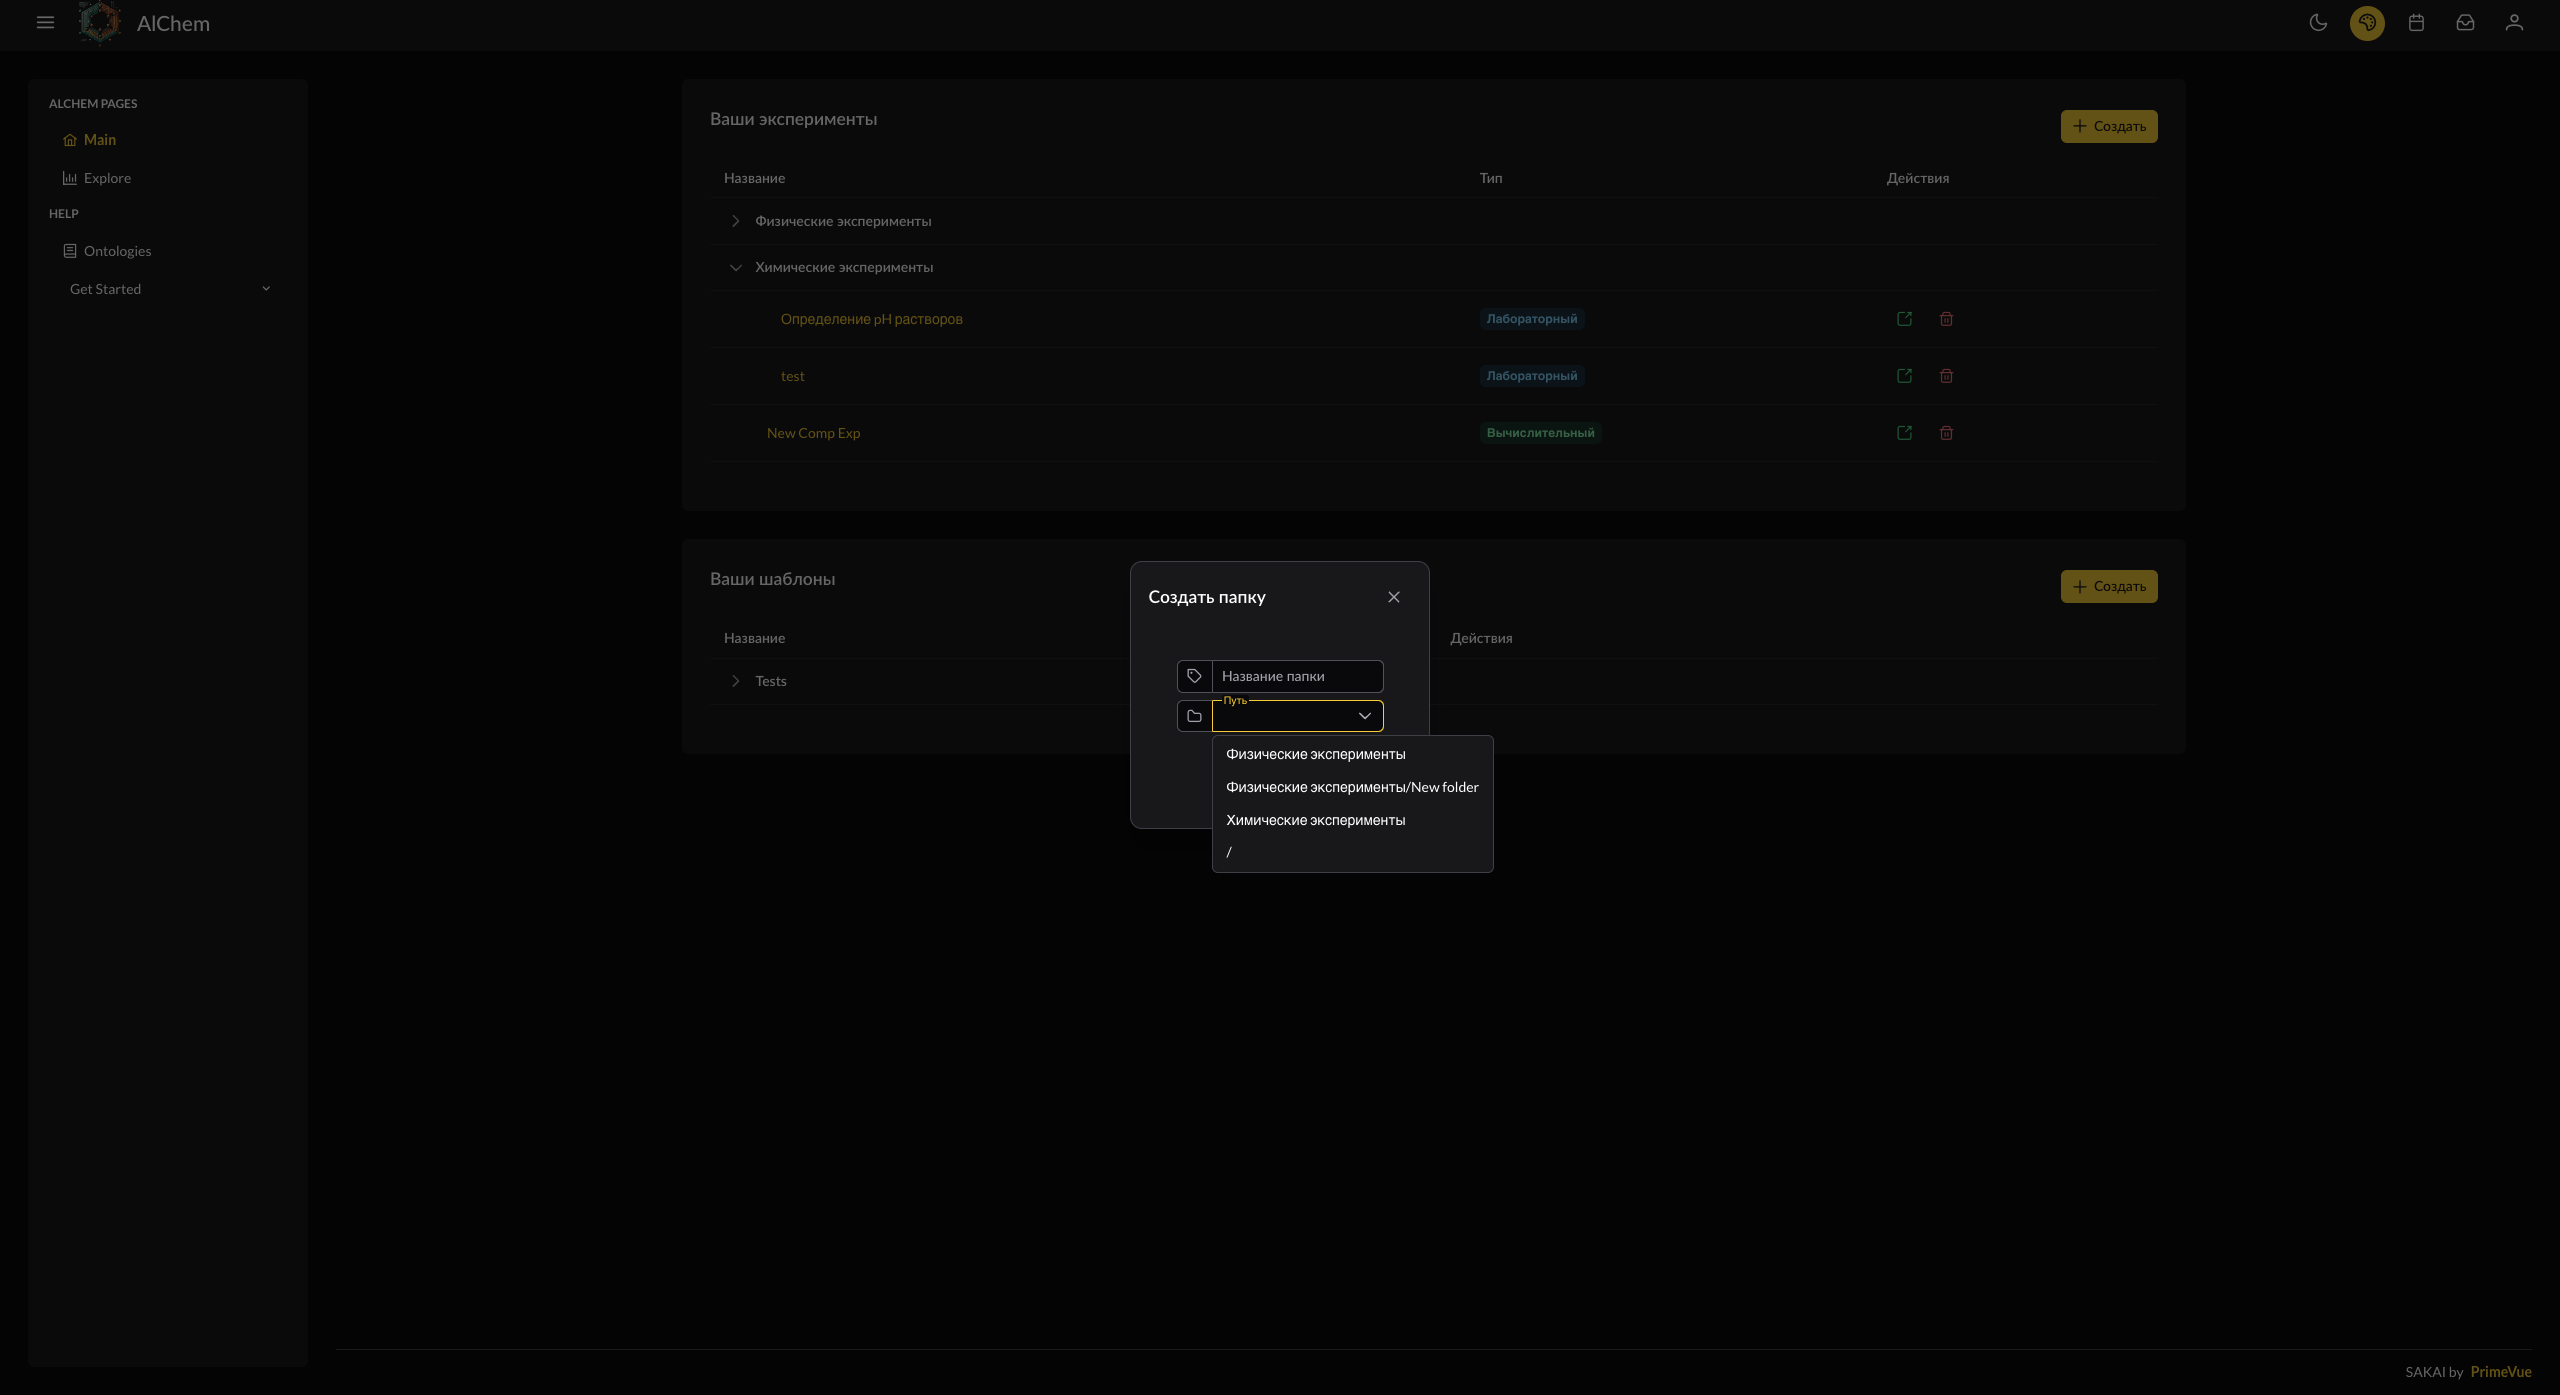 AlChem
ALCHEM PAGES
Main
Explore
HELP
Ontologies
Get Started
Ваши эксперименты
Создать
Название Тип Действия
Физические эксперименты
Химические эксперименты
Определение pH растворов Лабораторный
test Лабораторный
New Comp Exp Вычислительный
Ваши шаблоны
Создать
Название Действия
Tests
Создать папку
Название папки
Путь
Физические эксперименты
Физические эксперименты/New folder
Химические эксперименты
/
SAKAI by PrimeVue